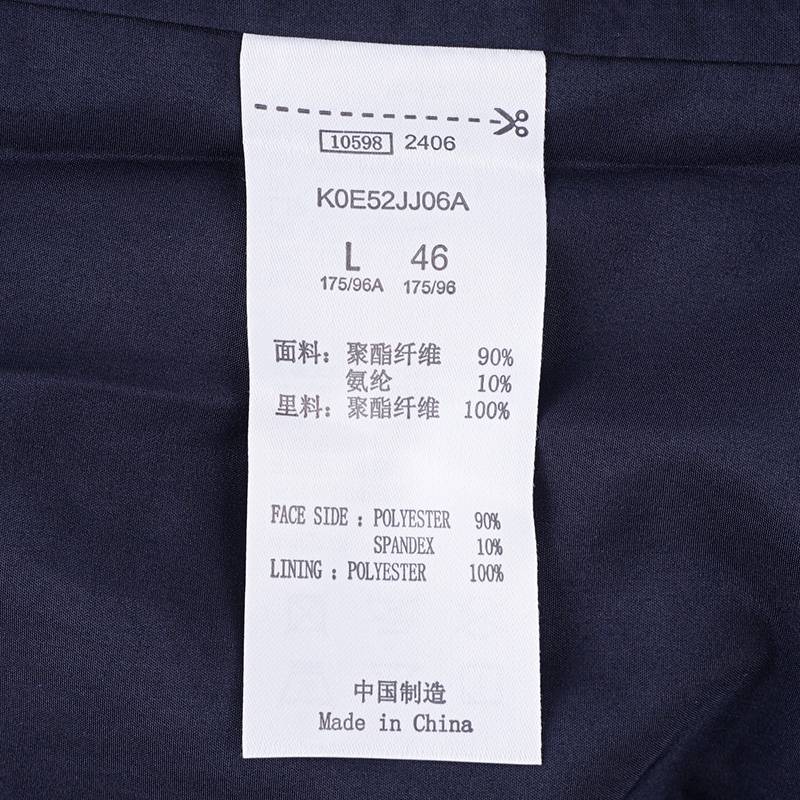 10598 2406
K0E52JJ06A
L 46
175/96A 175/96
面料：聚酯纤维 90%
氨纶 10%
里料：聚酯纤维 100%
FACE SIDE : POLYESTER 90%
SPANDEX 10%
LINING : POLYESTER 100%
中国制造
Made in China